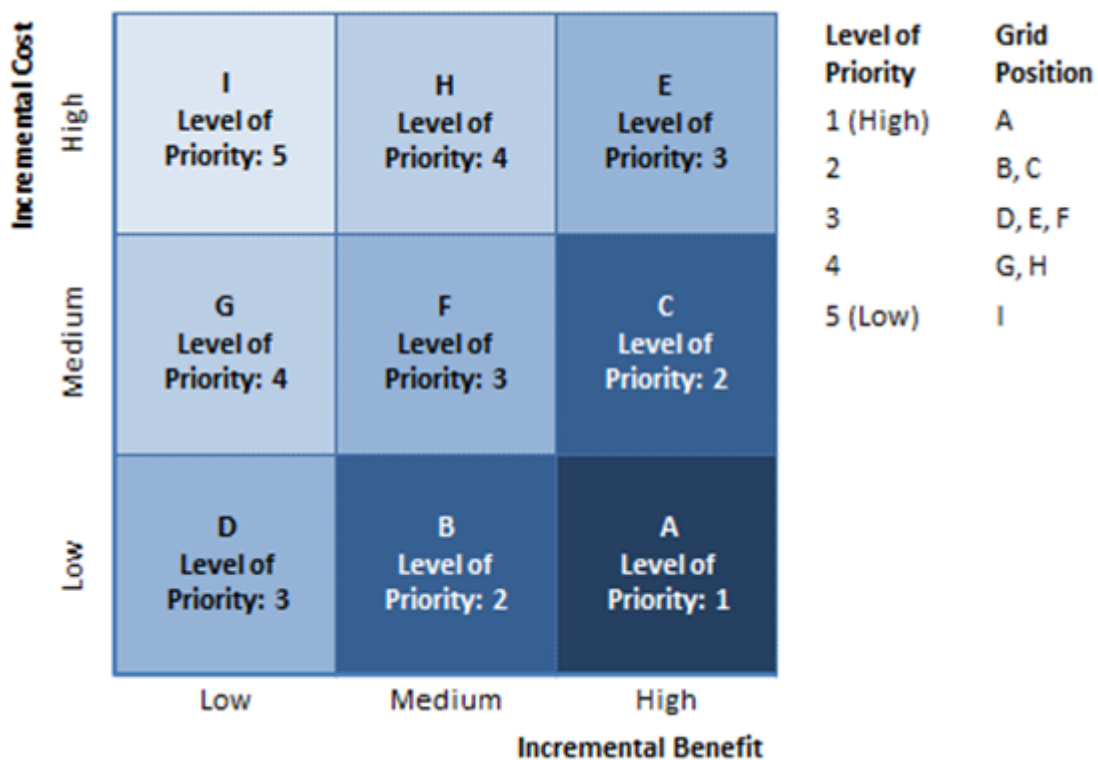 Incremental Cost
High
Medium
Low
I
Level of
Priority: 5
H
Level of
Priority: 4
E
Level of
Priority: 3
G
Level of
Priority: 4
F
Level of
Priority: 3
C
Level of
Priority: 2
D
Level of
Priority: 3
B
Level of
Priority: 2
A
Level of
Priority: 1
Low
Medium
High
Incremental Benefit
Level of Grid
Priority Position
1 (High) A
2 B, C
3 D, E, F
4 G, H
5 (Low) I